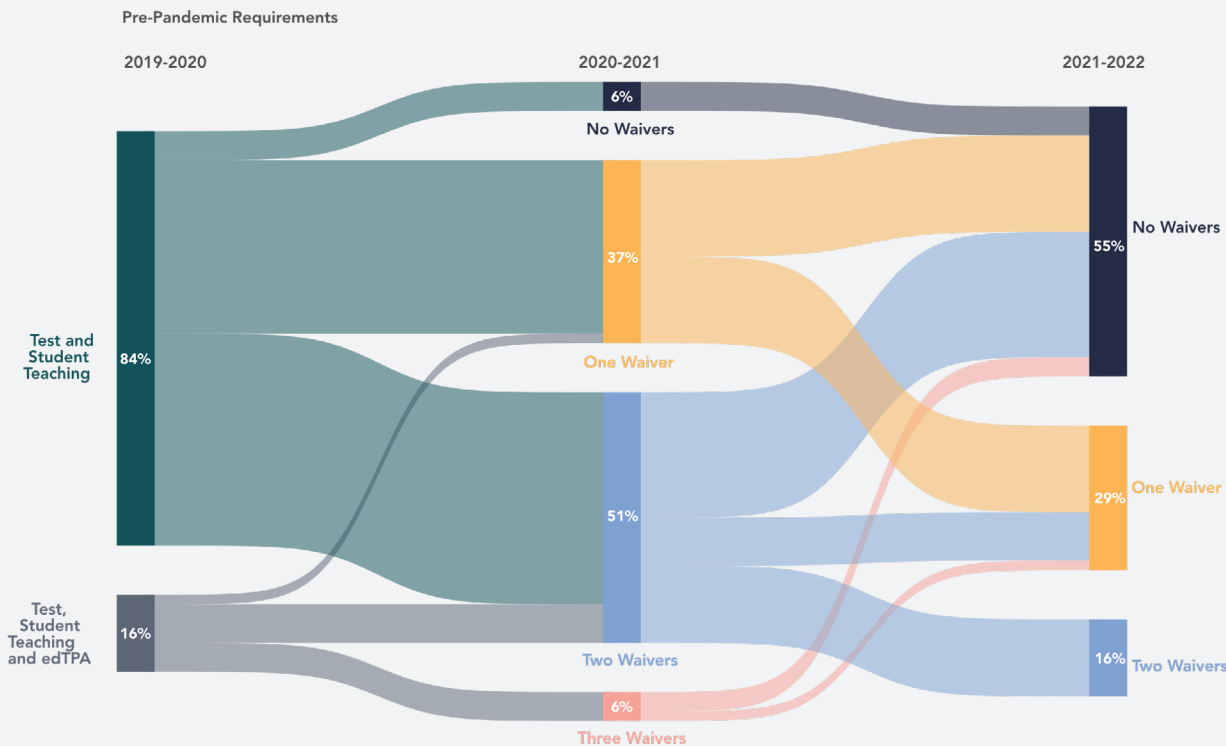 Pre-Pandemic Requirements
2019-2020
2020-2021
2021-2022
6%
No Waivers
No Waivers
37%
55%
Test and
Student
Teaching
84%
One Waiver
One Waiver
29%
51%
Test,
Student
Teaching
and edTPA
16%
Two Waivers
16%
Two Waivers
6%
Three Waivers